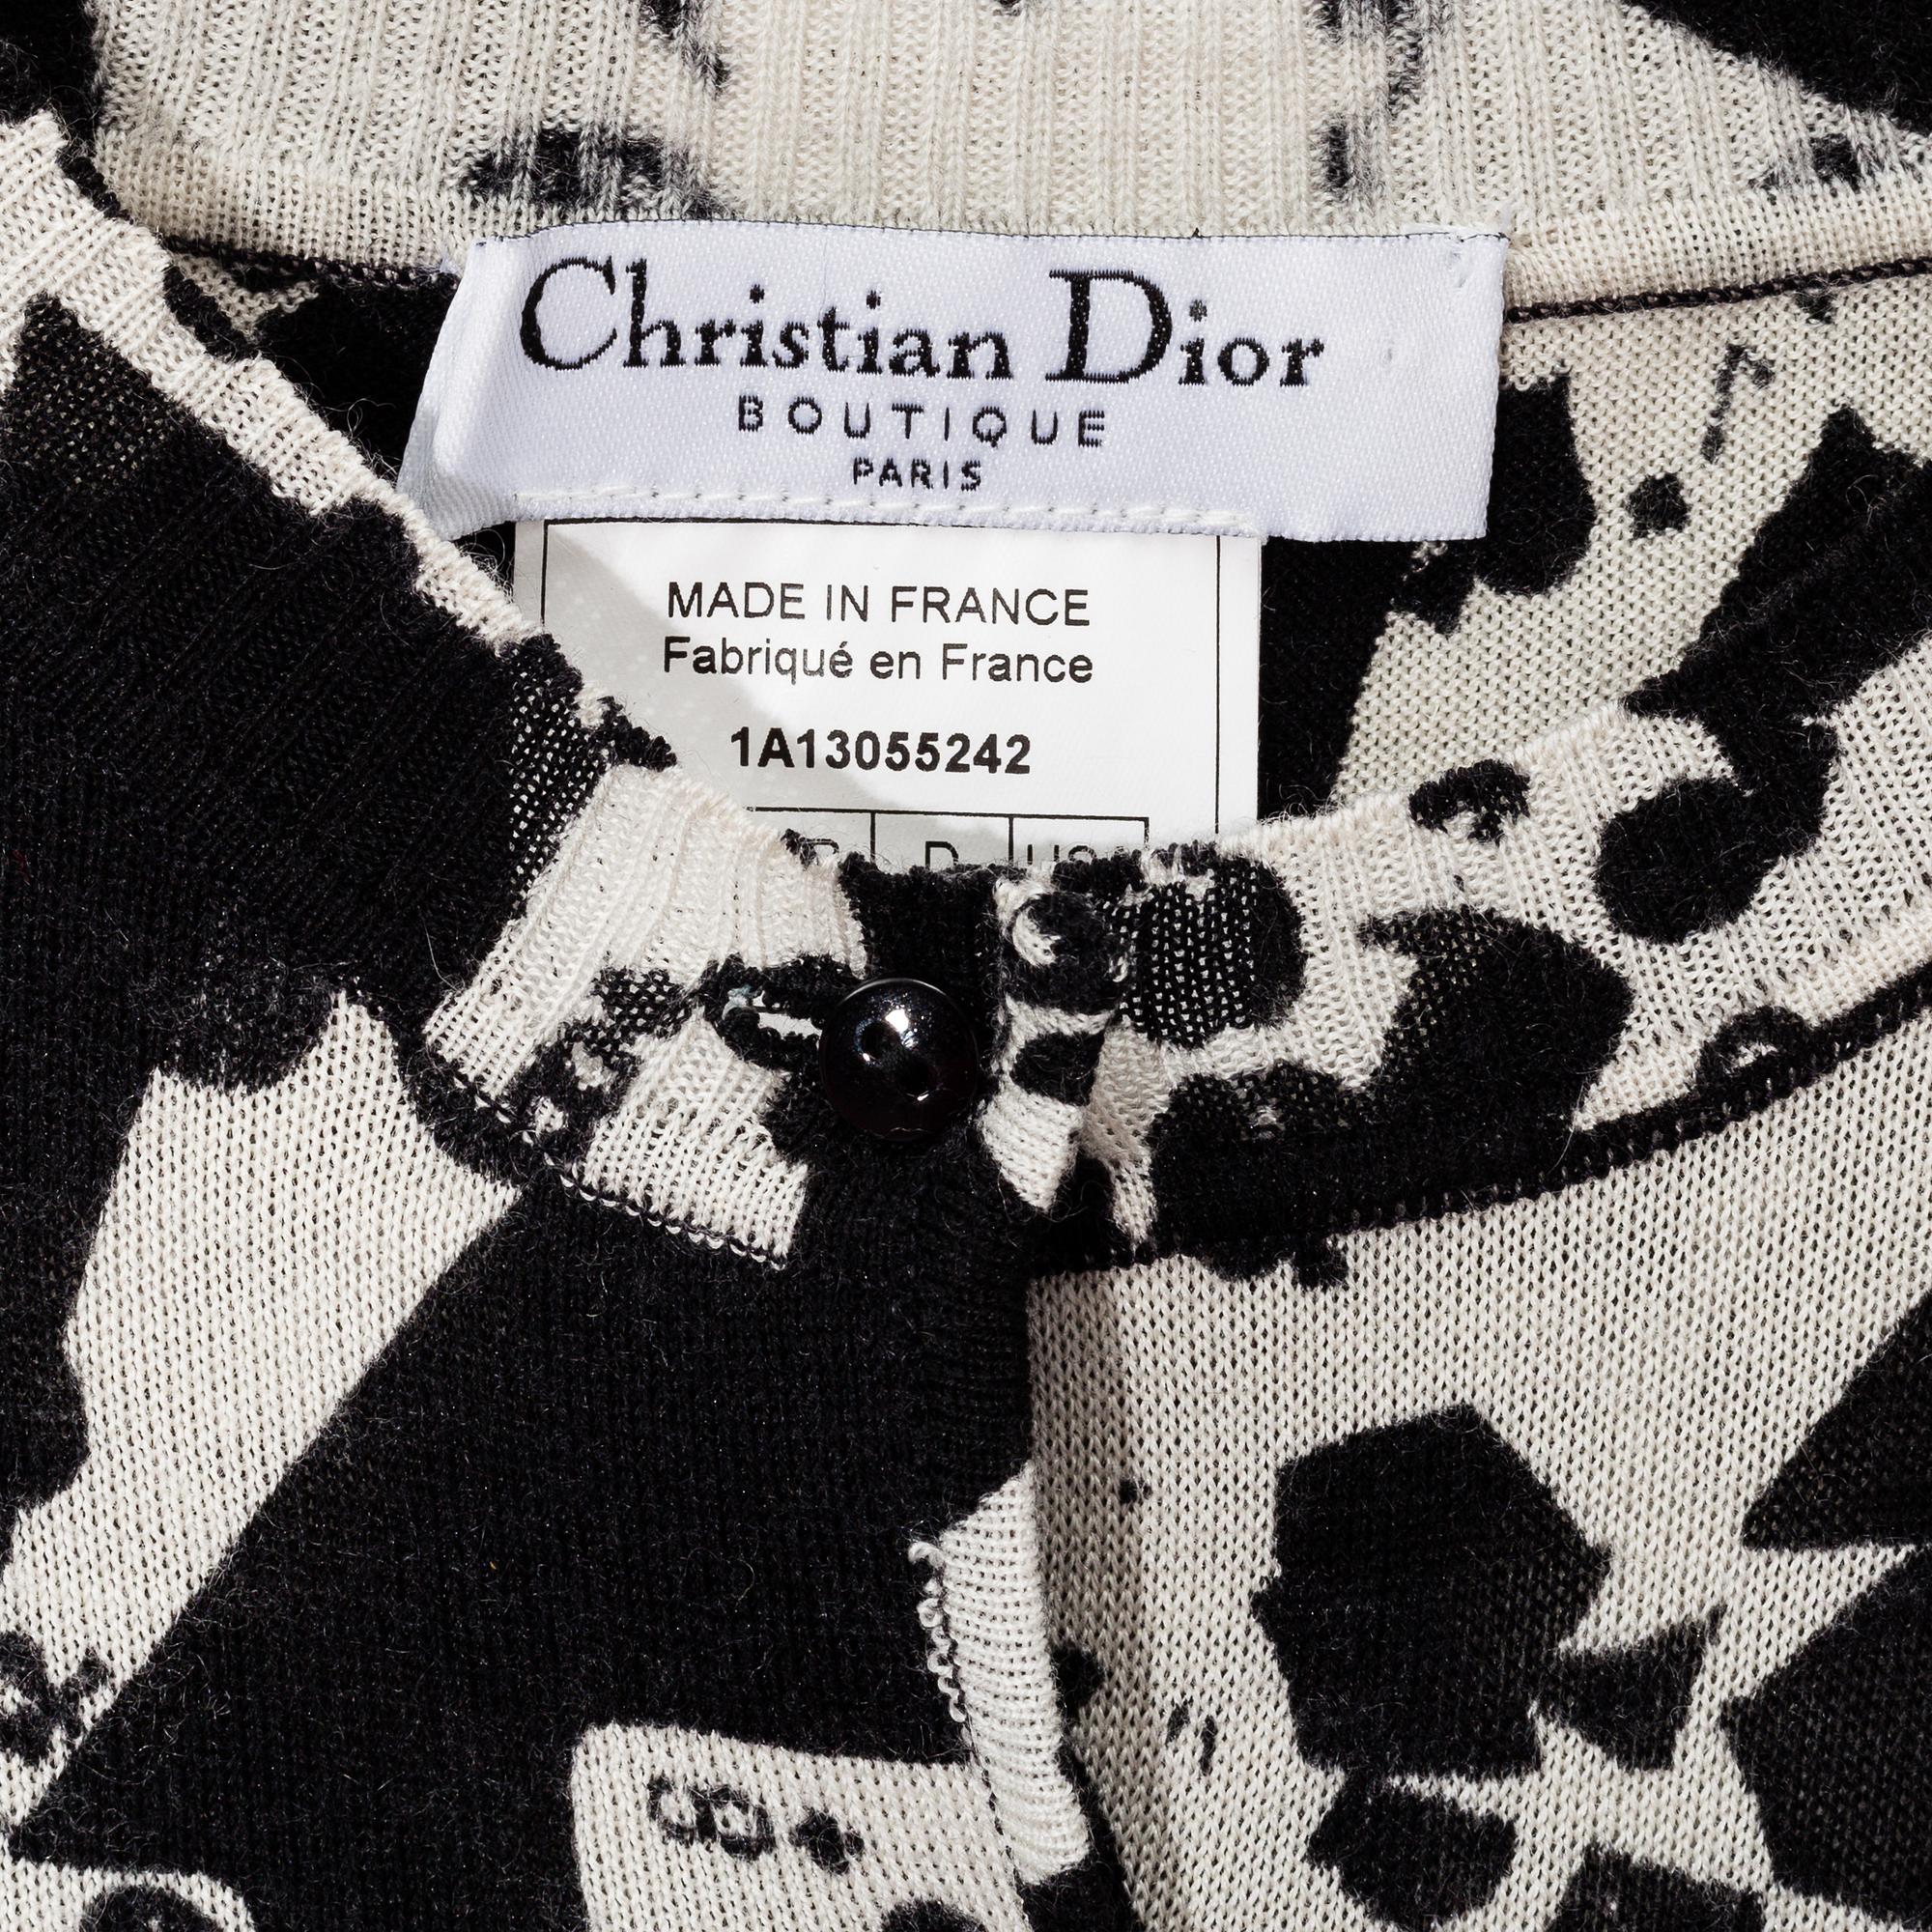 Christian Dior
BOUTIQUE
PARIS
MADE IN FRANCE
Fabriqué en France
1A13055242
D